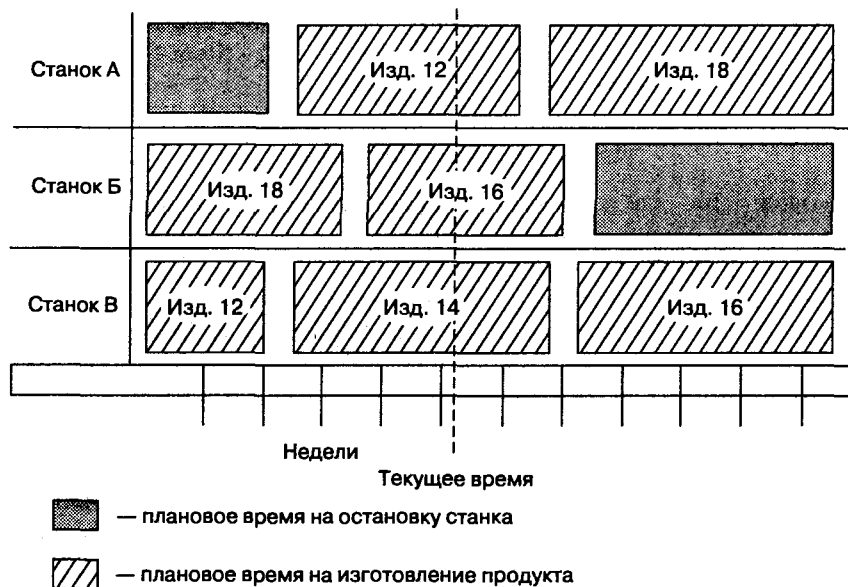 Станок А
Изд. 12
Изд. 18
Станок Б
Изд. 18
Изд. 16
Станок В
Изд. 12
Изд. 14
Изд. 16
Недели
Текущее время
— плановое время на остановку станка
— плановое время на изготовление продукта